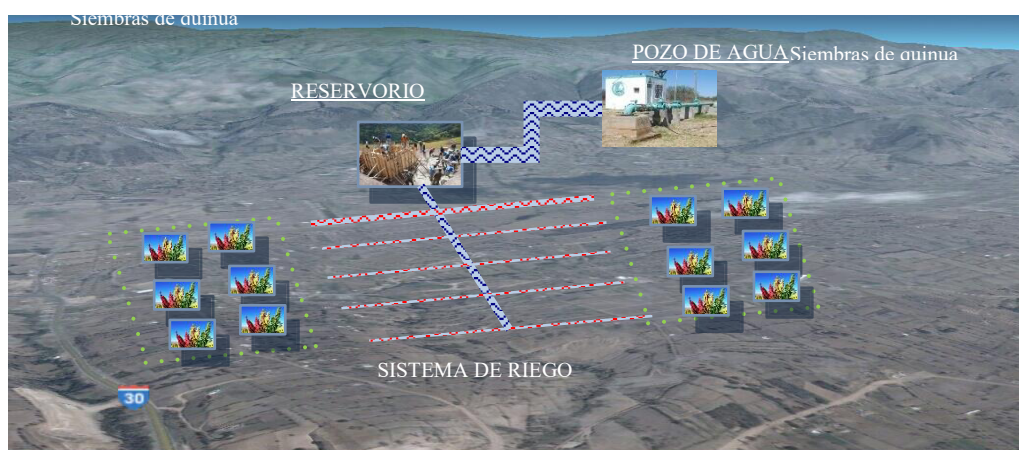 Siembras de quinua
POZO DE AGUA Siembras de quinua
RESERVORIO
SISTEMA DE RIEGO
30